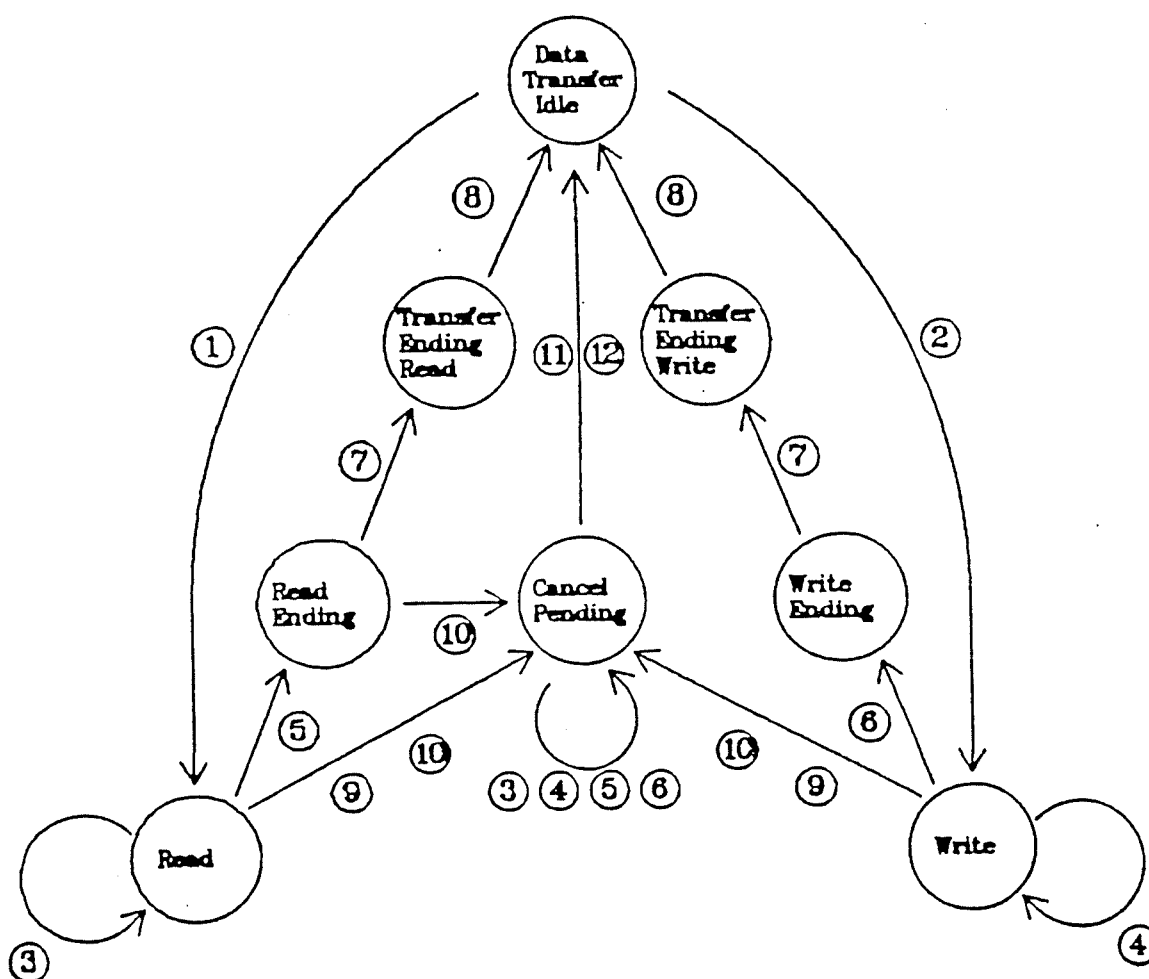 Data
Transfer
Idle
8
8
1
Transfer
Ending
Read
11
12
Transfer
Ending
Write
2
7
7
Read
Ending
10
Cancel
Pending
Write
Ending
5
9
10
3
4
5
6
10
9
6
Read
3
Write
4